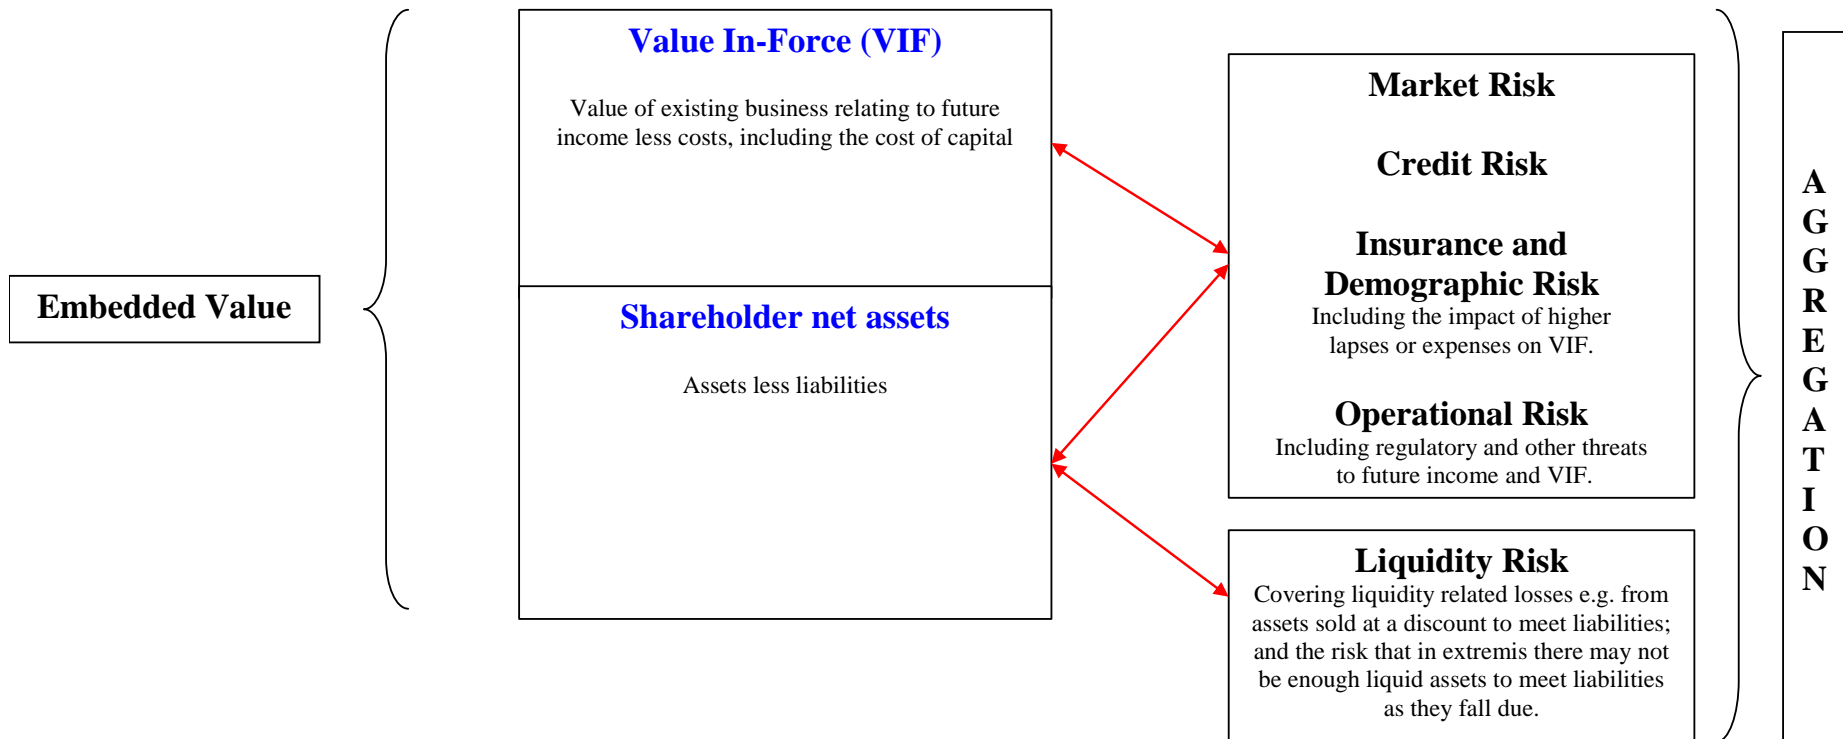 Embedded Value
Value In-Force (VIF)
Value of existing business relating to future
income less costs, including the cost of capital
Shareholder net assets
Assets less liabilities
Market Risk
Credit Risk
Insurance and
Demographic Risk
Including the impact of higher
lapses or expenses on VIF.
Operational Risk
Including regulatory and other threats
to future income and VIF.
Liquidity Risk
Covering liquidity related losses e.g. from
assets sold at a discount to meet liabilities;
and the risk that in extremis there may not
be enough liquid assets to meet liabilities
as they fall due.
A
G
G
R
E
G
A
T
I
O
N